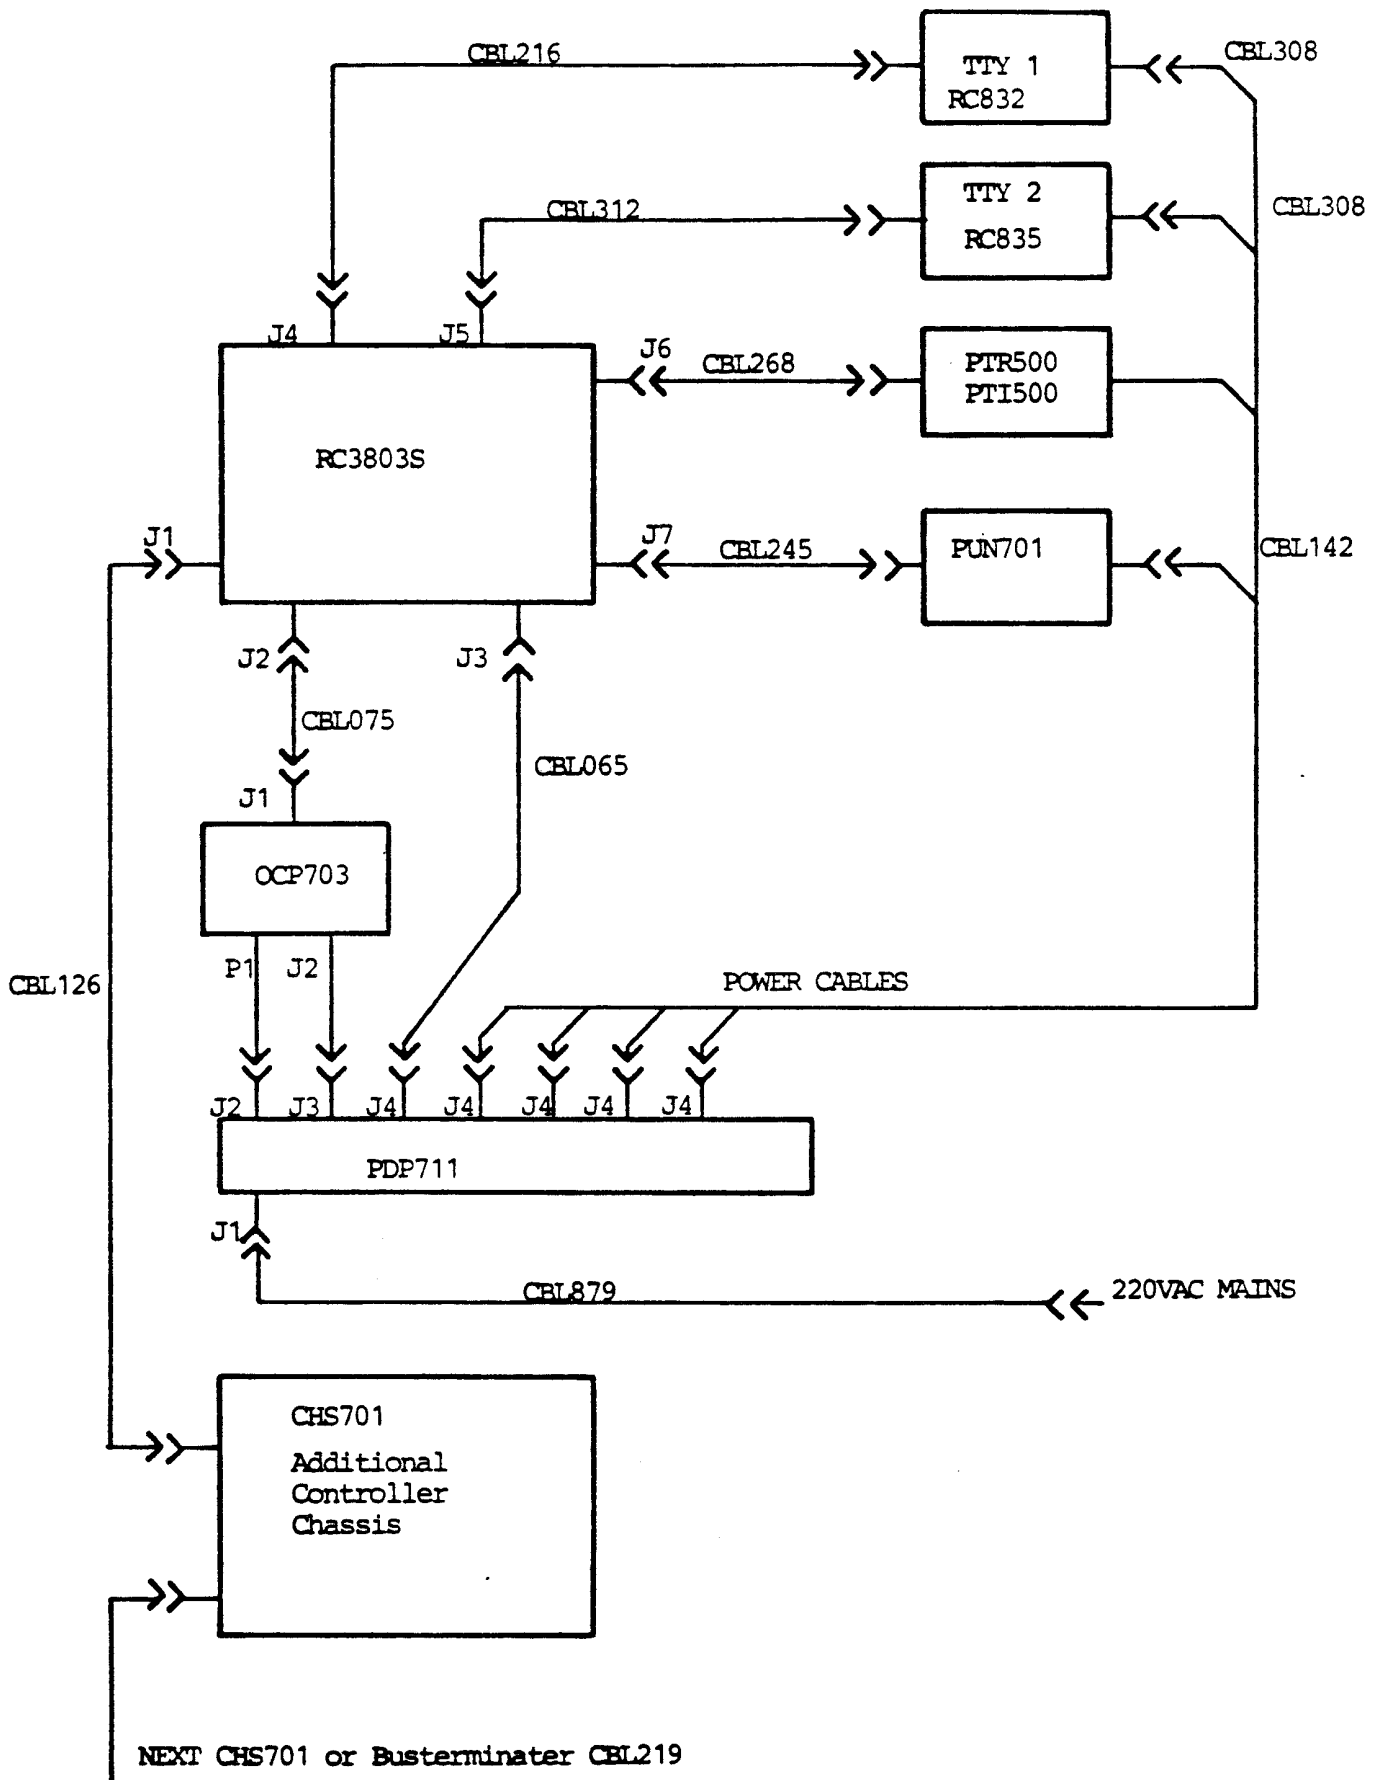 CBL216
TTY 1
RC832
CBL308
CBL312
TTY 2
RC835
CBL308
J4
J5
J6
CBL268
PTR500
PTI500
RC3803S
J1
J7
CBL245
PUN701
CBL142
J2
J3
CBL075
CBL065
J1
OCP703
P1
J2
CBL126
POWER CABLES
J2
J3
J4
J4
J4
J4
J4
PDP711
J1
CBL879
220VAC MAINS
CHS701
Additional
Controller
Chassis
NEXT CHS701 or Busterminater CBL219